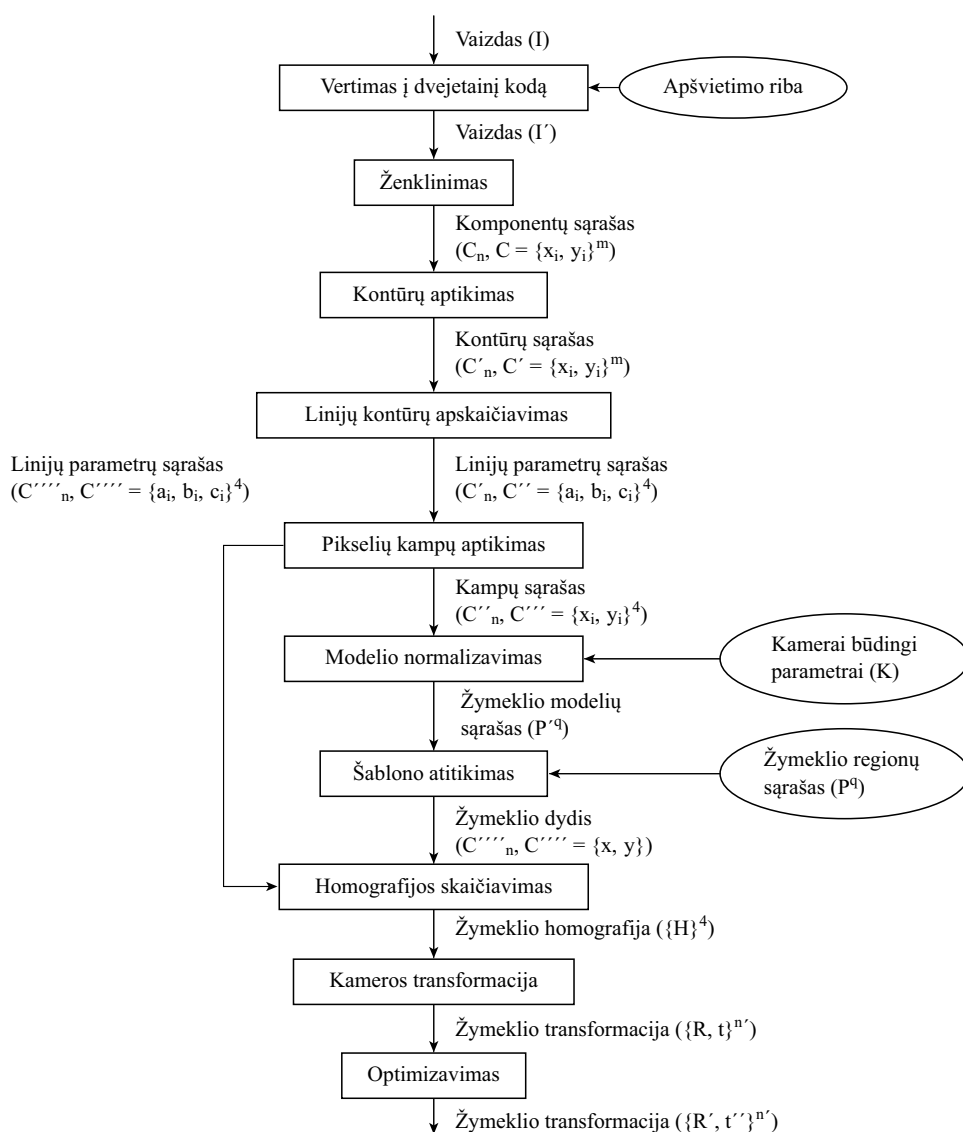 Vaizdas (I)
Vertimas į dvejetainį kodą
Apšvietimo riba
Vaizdas (I´)
Ženklinimas
Komponentų sąrašas
(Cₙ, C = {xᵢ, yᵢ}ᵐ)
Kontūrų aptikimas
Kontūrų sąrašas
(C´ₙ, C´ = {xᵢ, yᵢ}ᵐ)
Linijų kontūrų apskaičiavimas
Linijų parametrų sąrašas
(C´´´´ₙ, C´´´´ = {aᵢ, bᵢ, cᵢ}⁴)
Linijų parametrų sąrašas
(C´ₙ, C´´ = {aᵢ, bᵢ, cᵢ}⁴)
Pikselių kampų aptikimas
Kampų sąrašas
(C´´ₙ, C´´´ = {xᵢ, yᵢ}⁴)
Modelio normalizavimas
Kamerai būdingi
parametrai (K)
Žymeklio modelių
sąrašas (P´q)
Šablono atitikimas
Žymeklio regionų
sąrašas (Pq)
Žymeklio dydis
(C´´´´ₙ, C´´´´ = {x, y})
Homografijos skaičiavimas
Žymeklio homografija ({H}⁴)
Kameros transformacija
Žymeklio transformacija ({R, t}ⁿ´)
Optimizavimas
Žymeklio transformacija ({R´, t´´}ⁿ´)